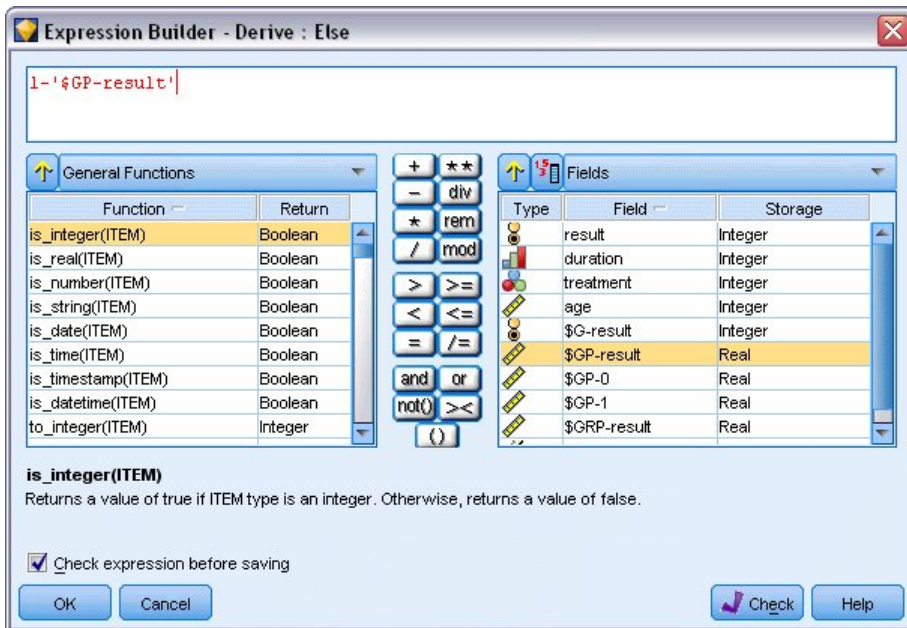 Expression Builder - Derive : Else
1-'$GP-result'
General Functions
Function Return
is_integer(ITEM) Boolean
is_real(ITEM) Boolean
is_number(ITEM) Boolean
is_string(ITEM) Boolean
is_date(ITEM) Boolean
is_time(ITEM) Boolean
is_timestamp(ITEM) Boolean
is_datetime(ITEM) Boolean
to_integer(ITEM) Integer
+ **
- div
* rem
/ mod
> >=
< <=
= /=
and or
not() ><
()
Fields
Type Field Storage
result Integer
duration Integer
treatment Integer
age Integer
$G-result Integer
$GP-result Real
$GP-0 Real
$GP-1 Real
$GRP-result Real
is_integer(ITEM)
Returns a value of true if ITEM type is an integer. Otherwise, returns a value of false.
Check expression before saving
OK Cancel Check Help